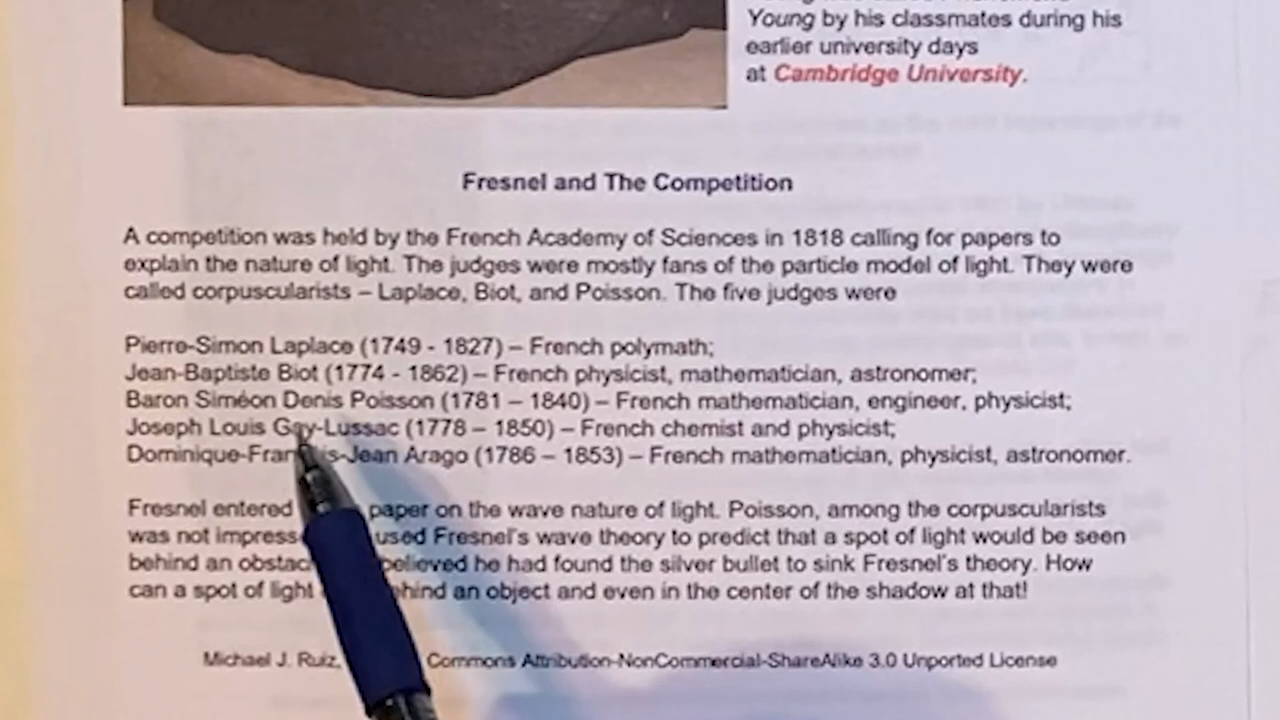 Young by his classmates during his
earlier university days
at Cambridge University.
Fresnel and The Competition
A competition was held by the French Academy of Sciences in 1818 calling for papers to
explain the nature of light. The judges were mostly fans of the particle model of light. They were
called corpuscularists – Laplace, Biot, and Poisson. The five judges were
Pierre-Simon Laplace (1749 - 1827) – French polymath;
Jean-Baptiste Biot (1774 - 1862) – French physicist, mathematician, astronomer;
Baron Siméon Denis Poisson (1781 – 1840) – French mathematician, engineer, physicist;
Joseph Louis Gay-Lussac (1778 – 1850) – French chemist and physicist;
Jean Arago (1786 – 1853) – French mathematician, physicist, astronomer.
Fresnel entered paper on the wave nature of light. Poisson, among the corpuscularists
was not used Fresnel's wave theory to predict that a spot of light would be seen
behind an believed he had found the silver bullet to sink Fresnel's theory. How
can a spot of light an object and even in the center of the shadow at that!
Michael J. Ruiz, Commons Attribution-NonCommercial-ShareAlike 3.0 Unported License